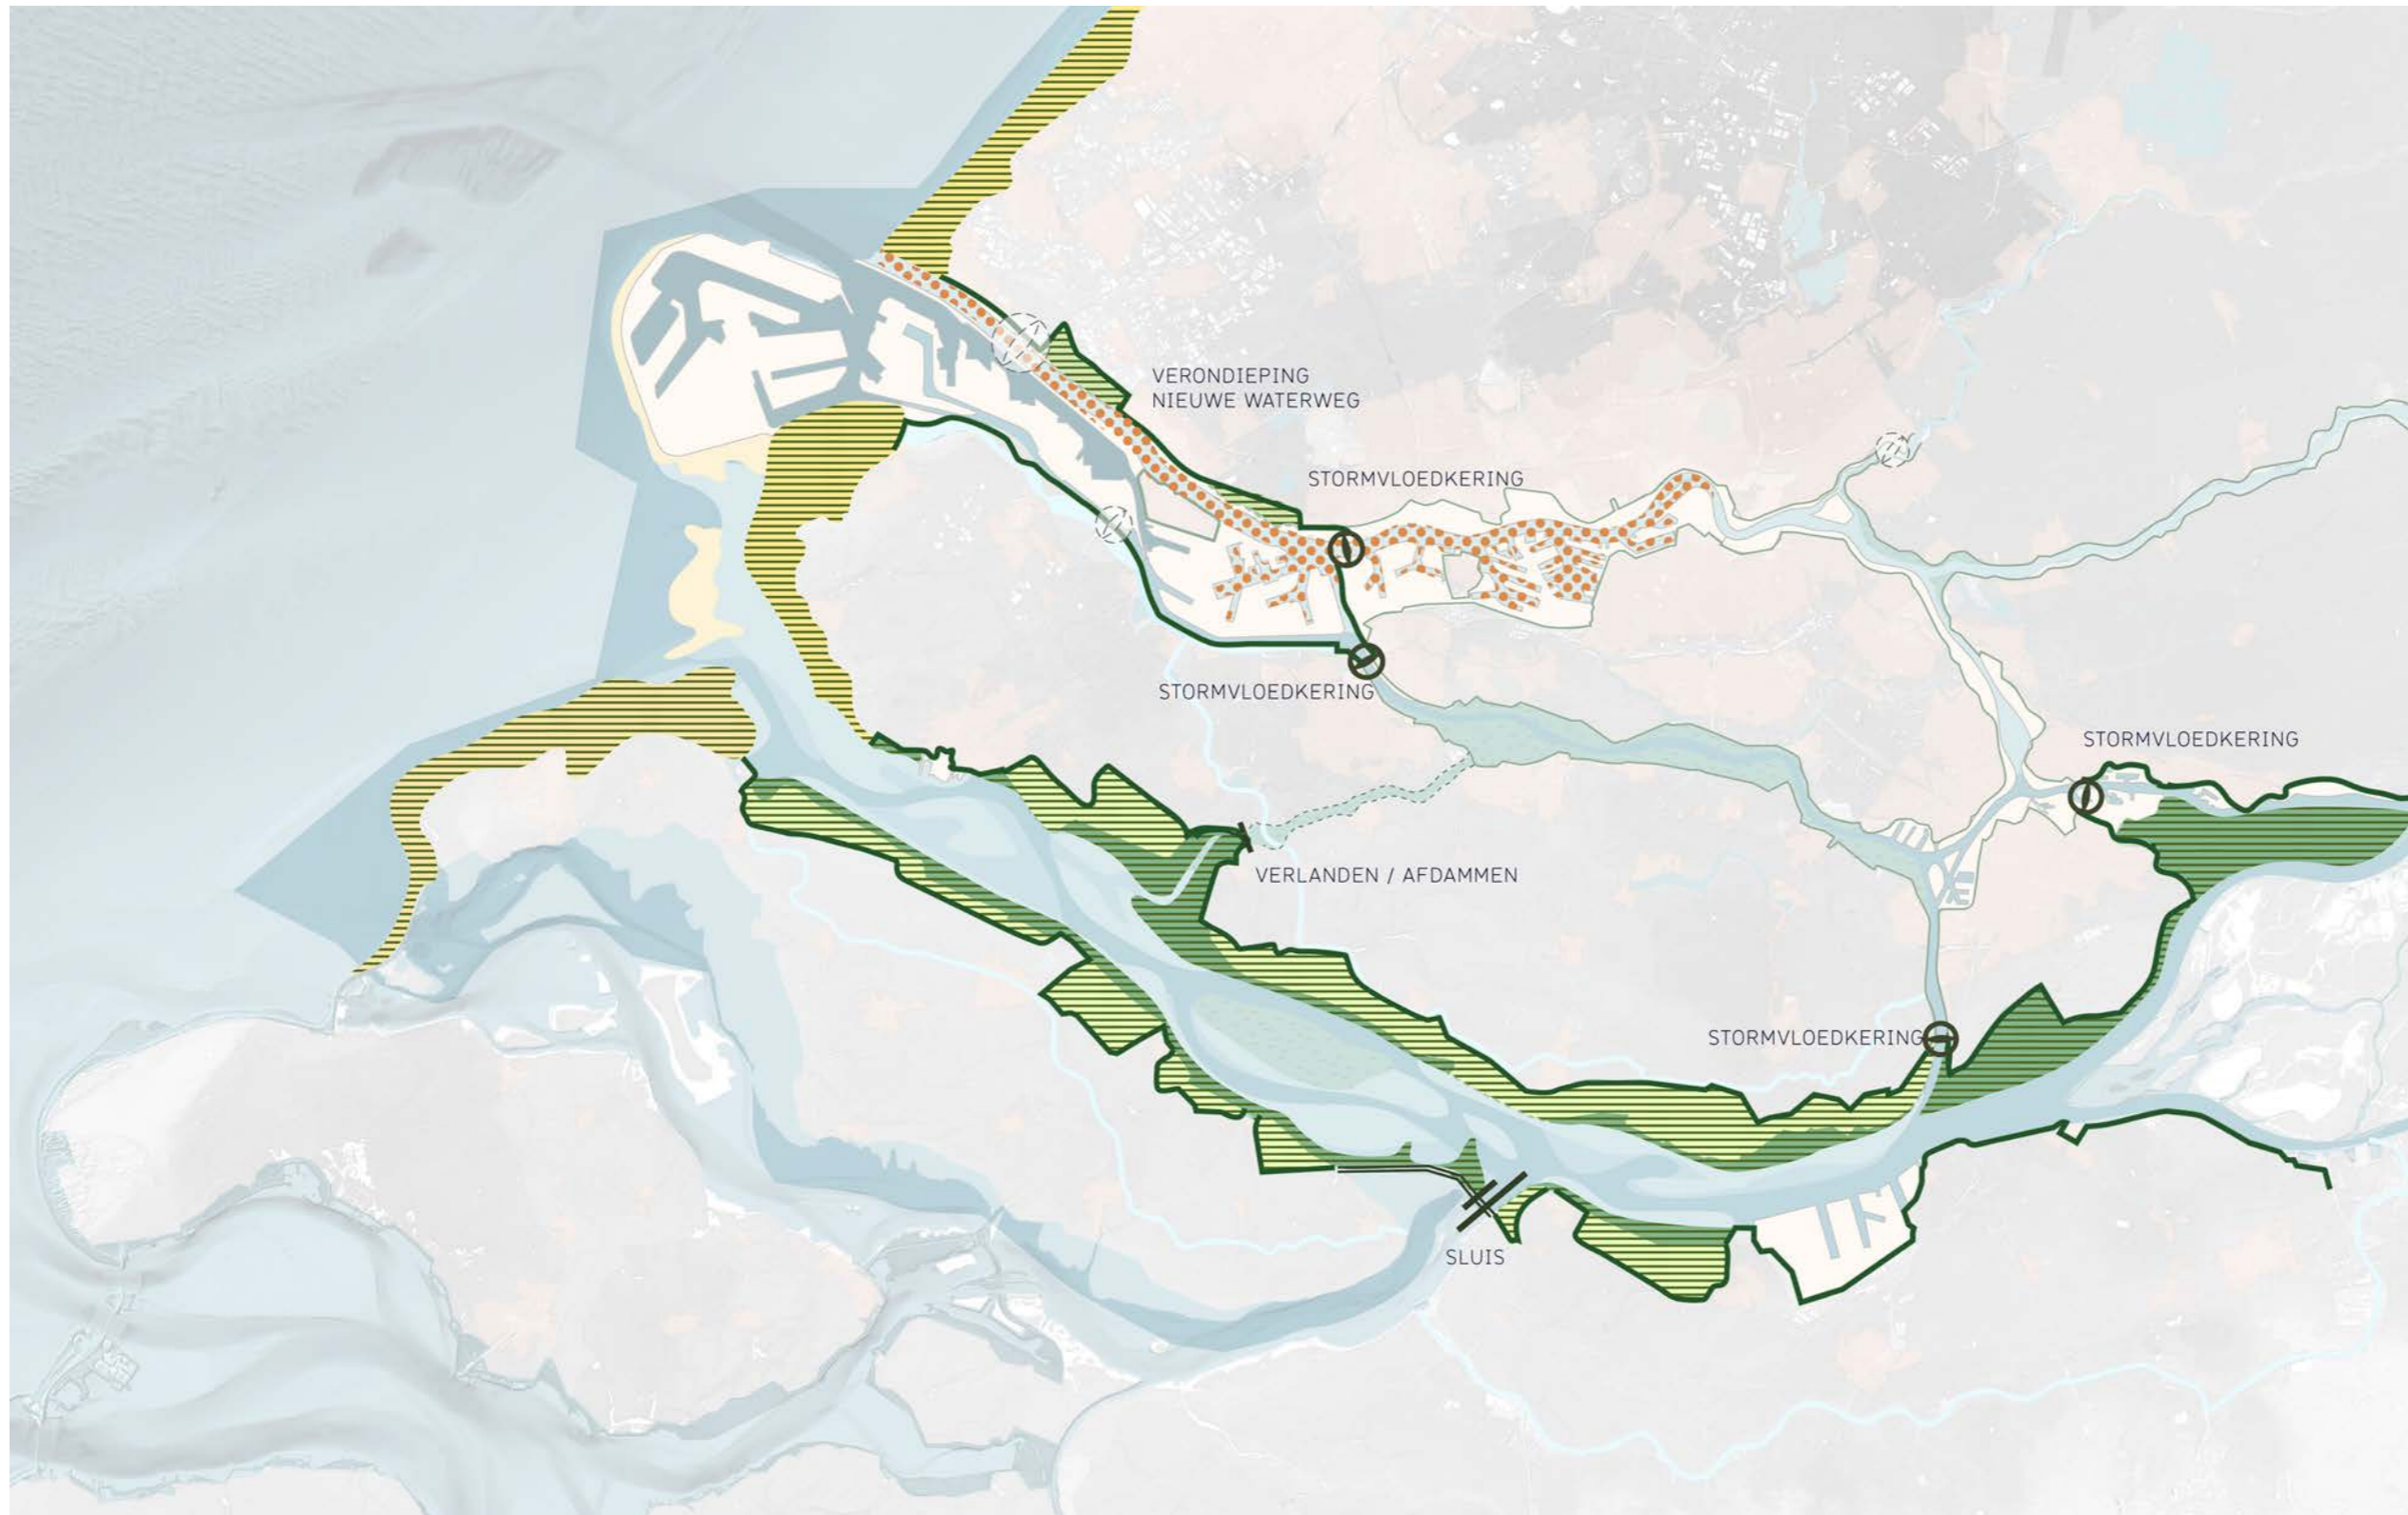 VERONDIEPING
NIEUWE WATERWEG
STORMVLOEDKERING
STORMVLOEDKERING
STORMVLOEDKERING
VERLANDEN / AFDAMMEN
STORMVLOEDKERING
SLUIS